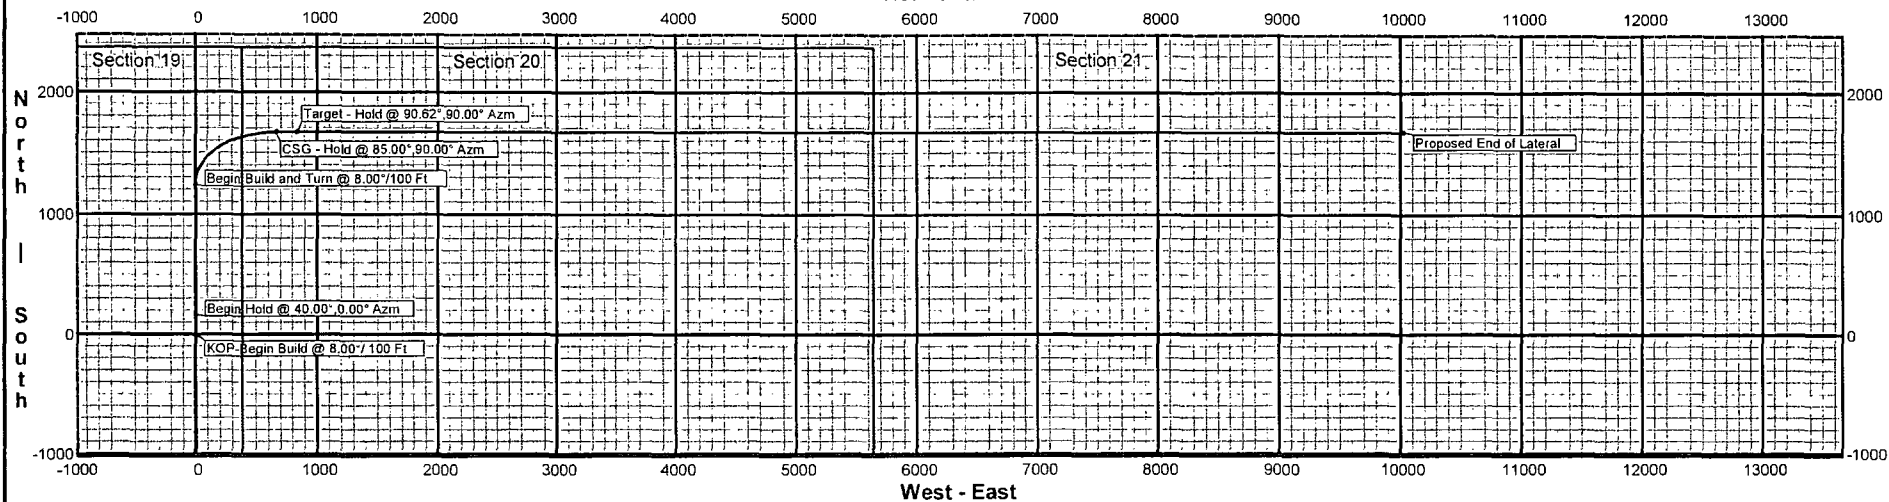 -1000 0 1000 2000 3000 4000 5000 6000 7000 8000 9000 10000 11000 12000 13000
Section 19
Section 20
Section 21
2000 2000
Target - Hold @ 90.62°,90.00° Azm
CSG - Hold @ 85.00°,90.00° Azm
Proposed End of Lateral
Begin Build and Turn @ 8.00°/100 Ft
1000 1000
Begin Hold @ 40.00°,0.00° Azm
0 0
KOP-Begin Build @ 8.00°/ 100 Ft
-1000 -1000
North | South
-1000 0 1000 2000 3000 4000 5000 6000 7000 8000 9000 10000 11000 12000 13000
West - East